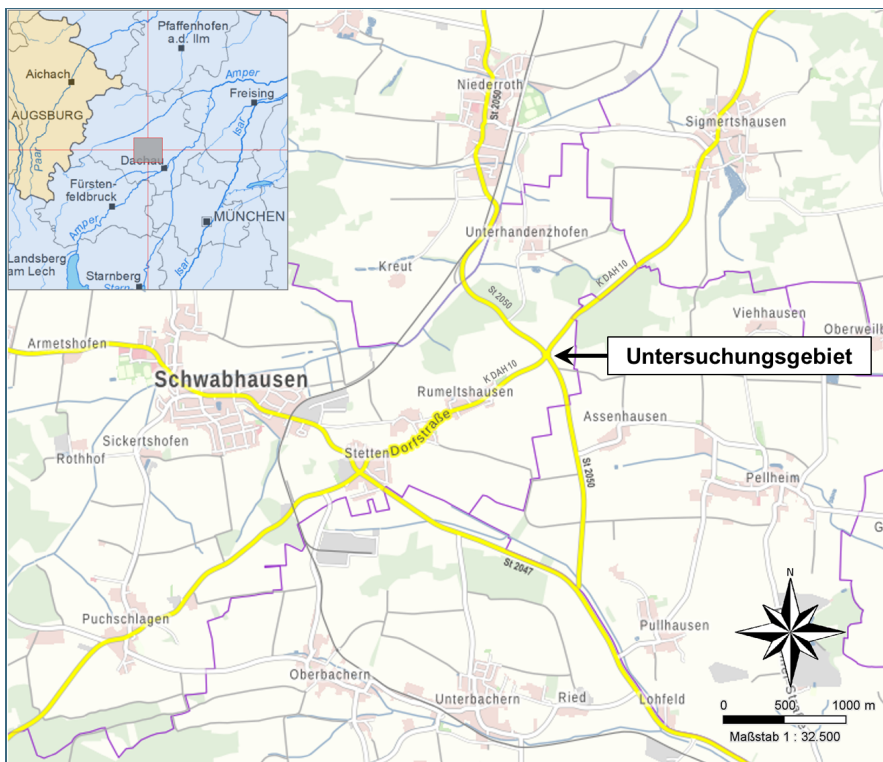 Pfaffenhofen
a.d. Ilm
Aichach
Amper
Freising
AUGSBURG
Isar
Paar
Dachau
Fürsten-
feldbruck
Amper
MÜNCHEN
Landsberg
am Lech
Isar
Starnberg
Starn-
Niederroth
St 2050
Sigmertshausen
Unterhandenzhofen
Kreut
K DAH 10
St 2050
Viehhausen
Armetshofen
Oberweilb
Untersuchungsgebiet
Schwabhausen
K DAH 10
Rumeltshausen
Assenhausen
Dorfstraße
Sickertshofen
Rothhof
Stetten
St 2050
Pellheim
G
St 2047
N
Puchschlagen
Pullhausen
Oberbachern
Unterbachern
Ried
Lohfeld
0 500 1000 m
Maßstab 1 : 32.500